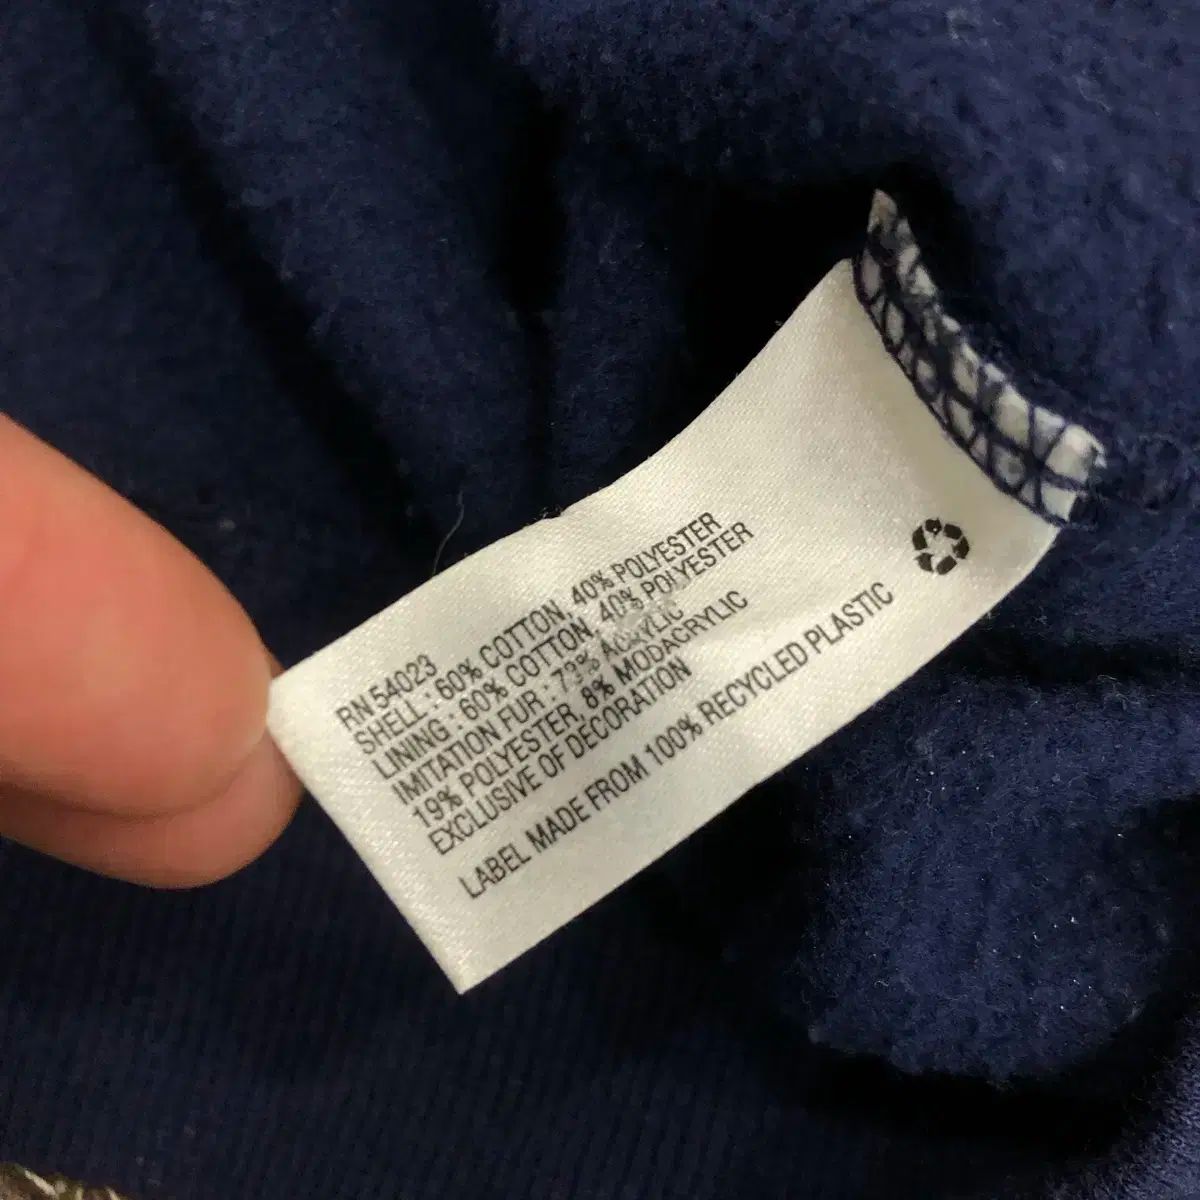 RN 54023
SHELL : 60% COTTON, 40% POLYESTER
LINING : 60% COTTON, 40% POLYESTER
IMITATION FUR : 73% ACRYLIC
19% POLYESTER, 8% MODACRYLIC
EXCLUSIVE OF DECORATION
LABEL MADE FROM 100% RECYCLED PLASTIC